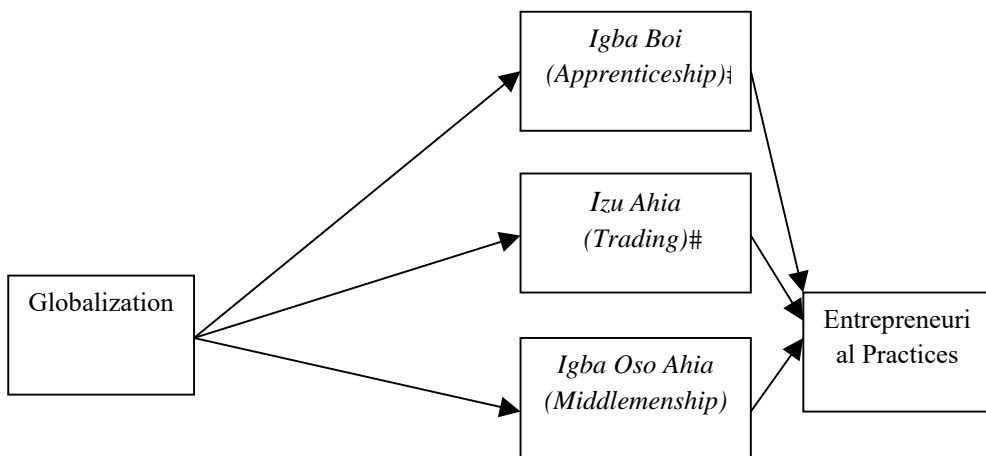 Igba Boi
(Apprenticeship)#
Izu Ahia
(Trading)#
Globalization
Igba Oso Ahia
(Middlemenship)
Entrepreneuri
al Practices